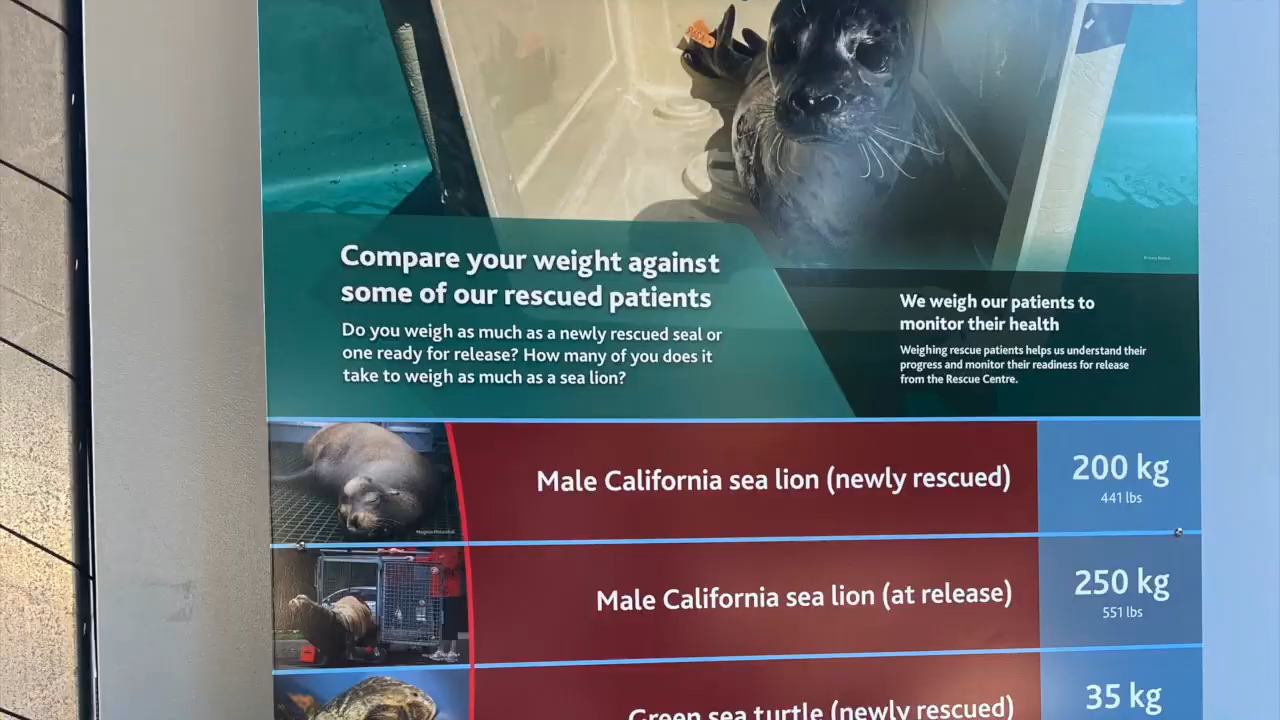 Compare your weight against
some of our rescued patients
Do you weigh as much as a newly rescued seal or
one ready for release? How many of you does it
take to weigh as much as a sea lion?
We weigh our patients to
monitor their health
Weighing rescue patients helps us understand their
progress and monitor their readiness for release
from the Rescue Centre.
Male California sea lion (newly rescued)
200 kg
441 lbs
Male California sea lion (at release)
250 kg
551 lbs
Green sea turtle (newly rescued)
35 kg